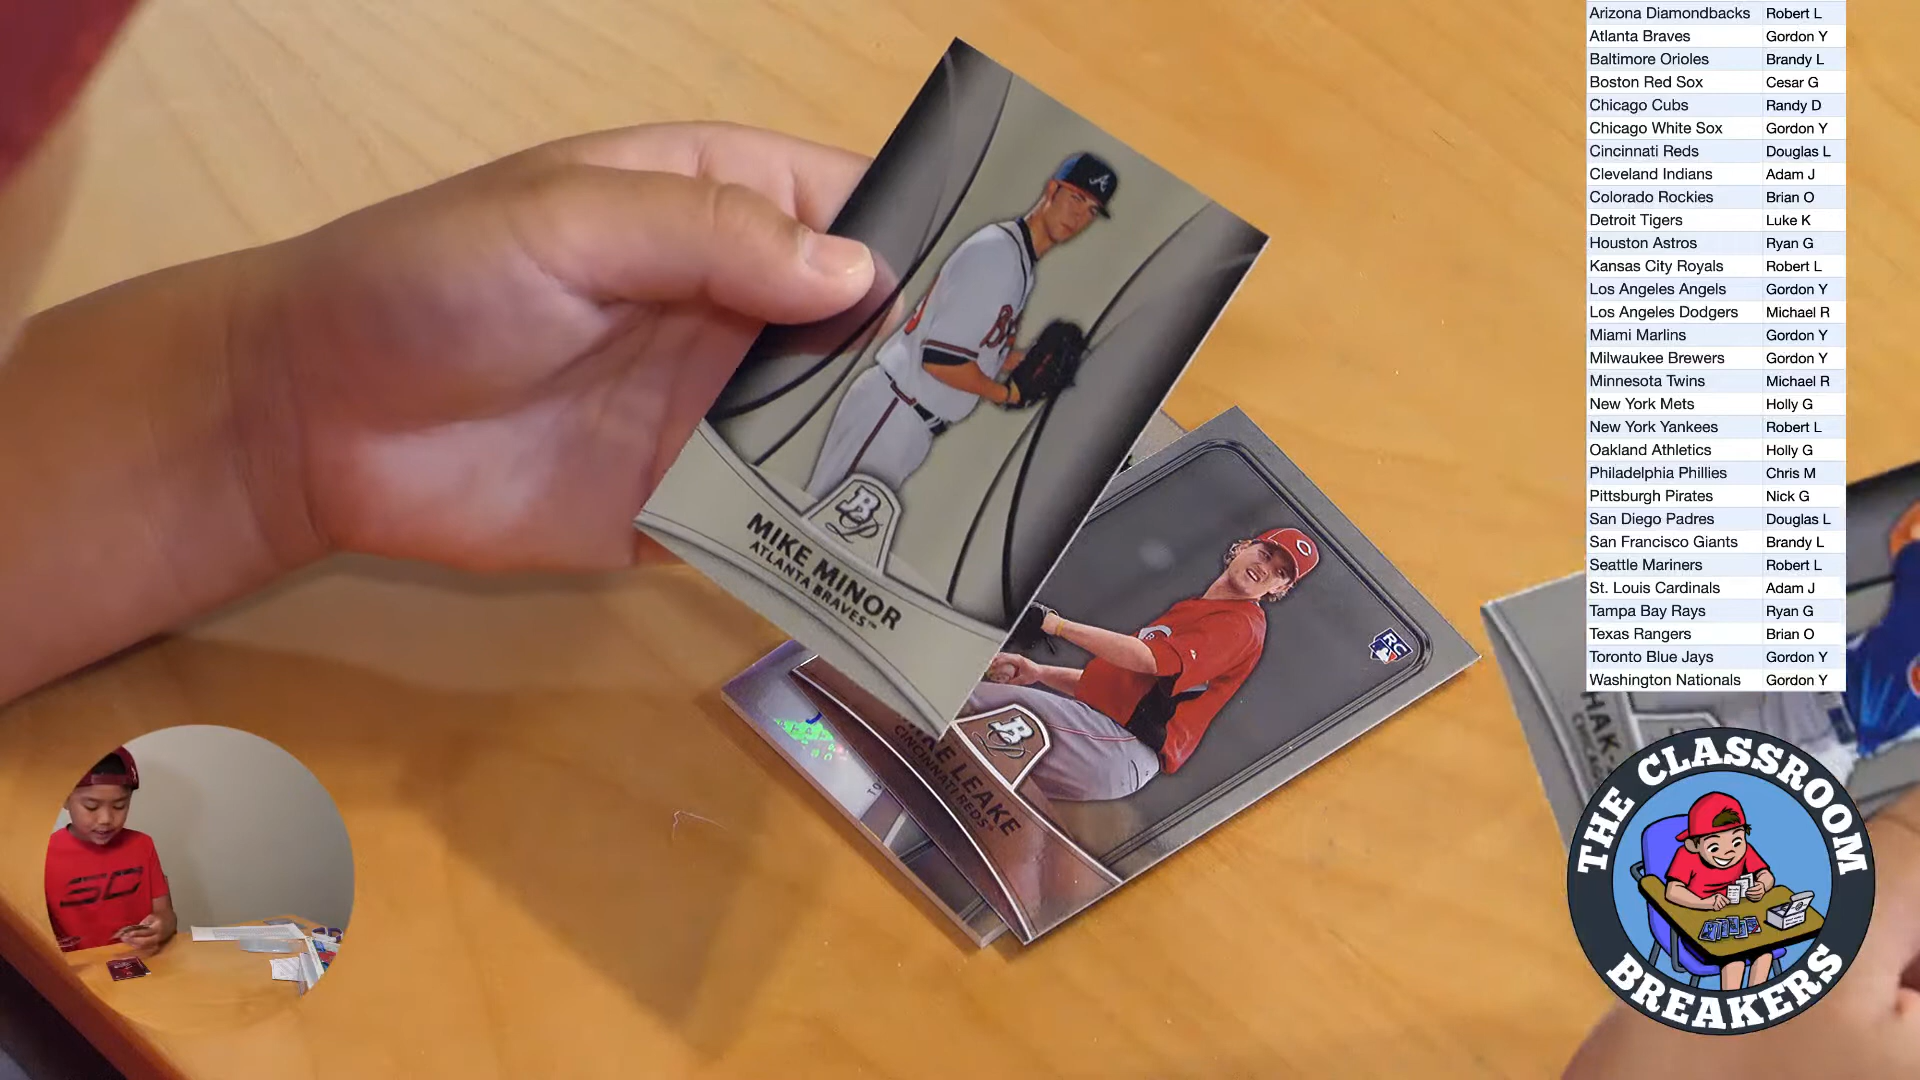 Arizona Diamondbacks Robert L
Atlanta Braves Gordon Y
Baltimore Orioles Brandy L
Boston Red Sox Cesar G
Chicago Cubs Randy D
Chicago White Sox Gordon Y
Cincinnati Reds Douglas L
Cleveland Indians Adam J
Colorado Rockies Brian O
Detroit Tigers Luke K
Houston Astros Ryan G
Kansas City Royals Robert L
Los Angeles Angels Gordon Y
Los Angeles Dodgers Michael R
Miami Marlins Gordon Y
Milwaukee Brewers Gordon Y
Minnesota Twins Michael R
New York Mets Holly G
New York Yankees Robert L
Oakland Athletics Holly G
Philadelphia Phillies Chris M
Pittsburgh Pirates Nick G
San Diego Padres Douglas L
San Francisco Giants Brandy L
Seattle Mariners Robert L
St. Louis Cardinals Adam J
Tampa Bay Rays Ryan G
Texas Rangers Brian O
Toronto Blue Jays Gordon Y
Washington Nationals Gordon Y
A
B
MIKE MINOR
ATLANTA BRAVES™
C
RC
B
LEAKE
CINCINNATI REDS
THE CLASSROOM
BREAKERS